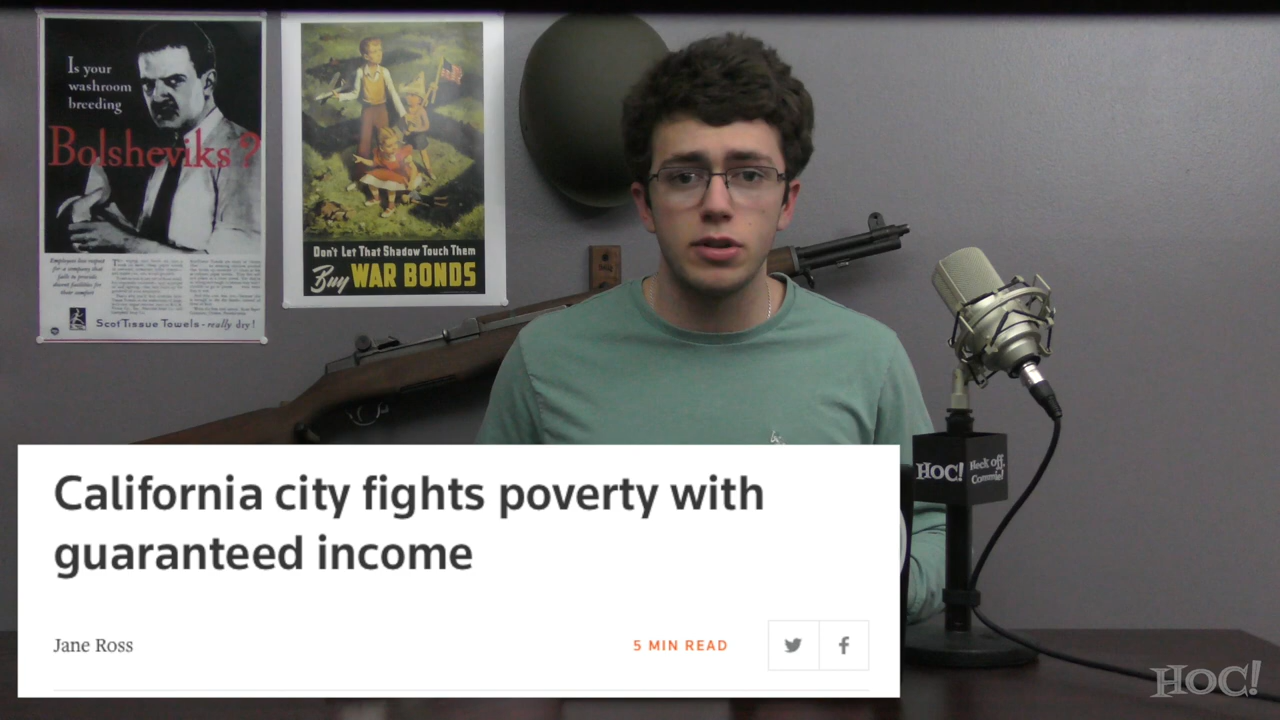 Is your
washroom
breeding
Bolsheviks?
ScotTissue Towels - really dry!
Don't Let That Shadow Touch Them
Buy WAR BONDS
HOC!
Heck off,
Commie!
California city fights poverty with
guaranteed income
Jane Ross
5 MIN READ
HOC!